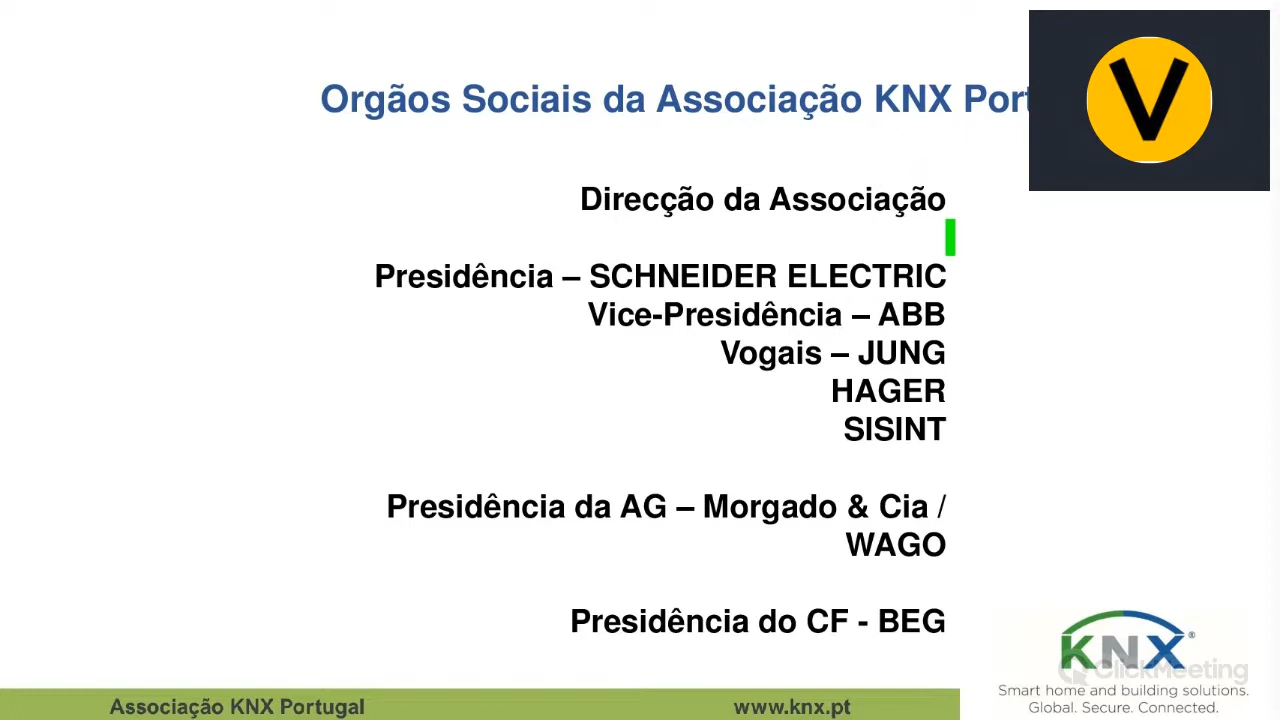 Orgãos Sociais da Associação KNX
V
Direcção da Associação
Presidência – SCHNEIDER ELECTRIC
Vice-Presidência – ABB
Vogais – JUNG
HAGER
SISINT
Presidência da AG – Morgado & Cia /
WAGO
Presidência do CF - BEG
KNX®
ClickMeeting
Smart home and building solutions.
Global. Secure. Connected.
Associação KNX Portugal
www.knx.pt